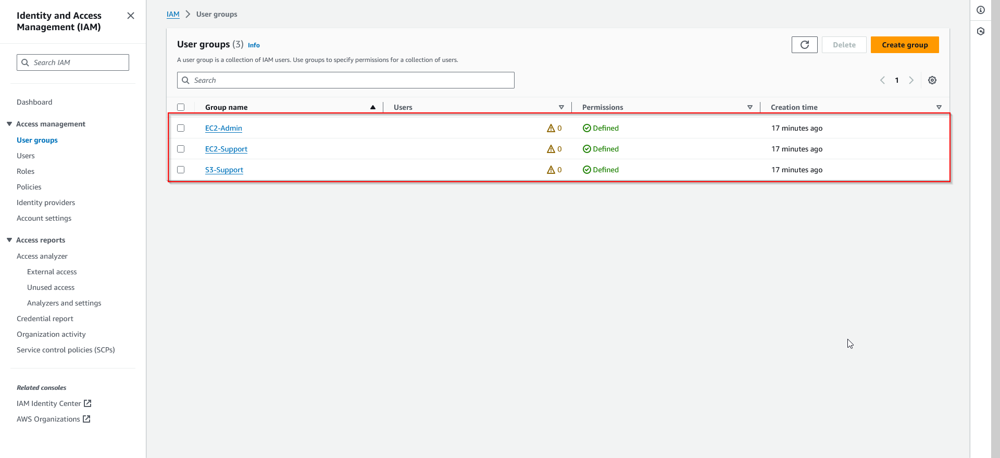 Identity and Access
Management (IAM)
Search IAM
Dashboard
Access management
User groups
Users
Roles
Policies
Identity providers
Account settings
Access reports
Access analyzer
External access
Unused access
Analyzers and settings
Credential report
Organization activity
Service control policies (SCPs)
Related consoles
IAM Identity Center
AWS Organizations
IAM > User groups
User groups (3) Info
Delete
Create group
A user group is a collection of IAM users. Use groups to specify permissions for a collection of users.
Search
1
Group name Users Permissions Creation time
EC2-Admin 0 Defined 17 minutes ago
EC2-Support 0 Defined 17 minutes ago
S3-Support 0 Defined 17 minutes ago